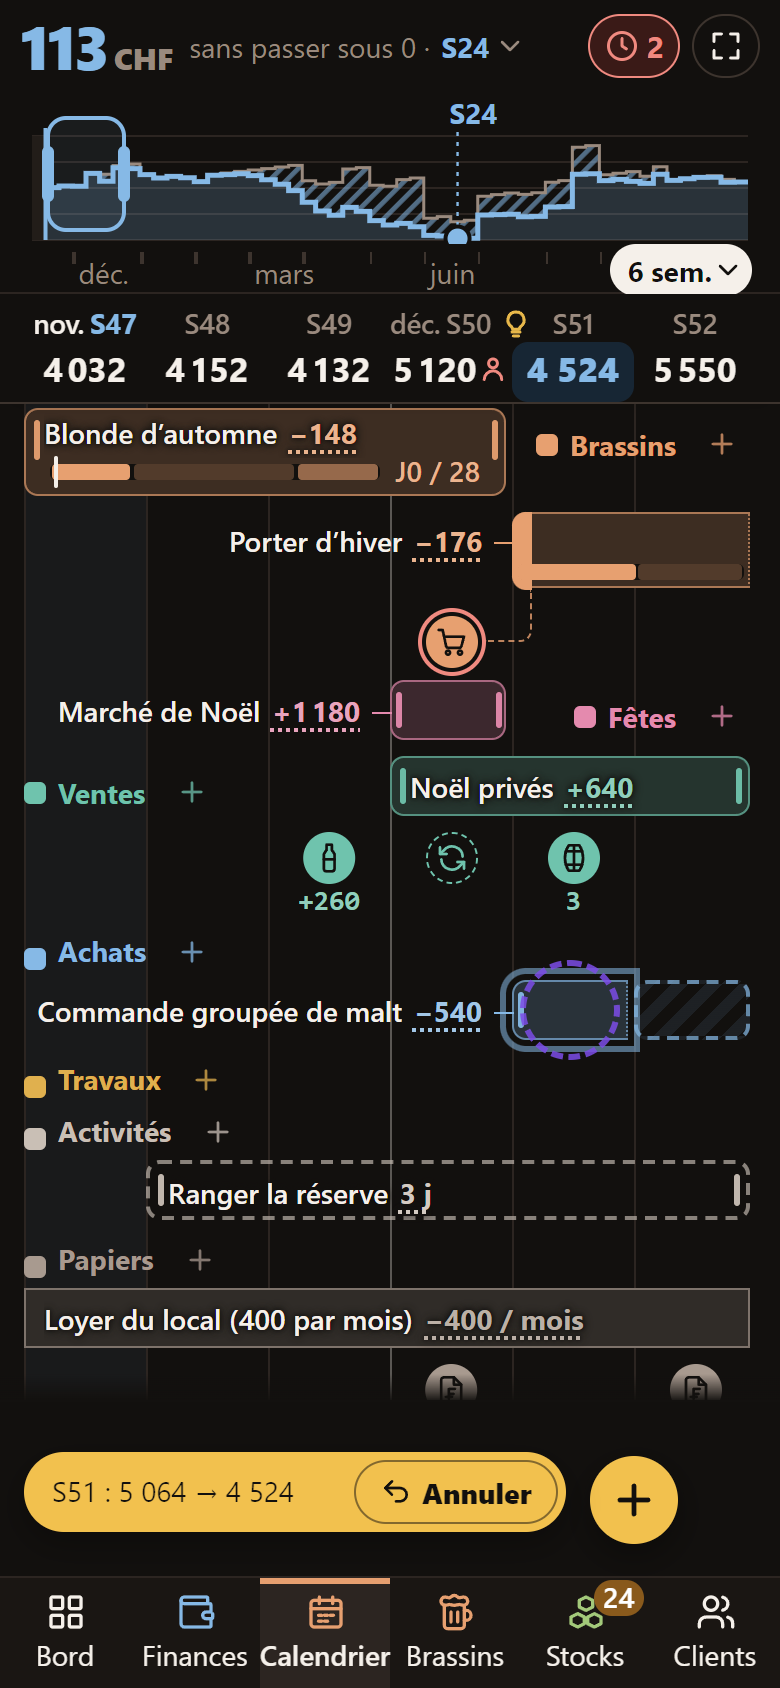 113 CHF sans passer sous 0 · S24
2
S24
déc. mars juin
6 sem.
nov. S47 S48 S49 déc. S50 S51 S52
4 032 4 152 4 132 5 120 4 524 5 550
Blonde d’automne −148
J0 / 28
Brassins +
Porter d’hiver −176
Marché de Noël +1 180
Fêtes +
Ventes +
Noël privés +640
+260
3
Achats +
Commande groupée de malt −540
Travaux +
Activités +
Ranger la réserve 3 j
Papiers +
Loyer du local (400 par mois) −400 / mois
S51 : 5 064 → 4 524
Annuler
+
24
Bord Finances Calendrier Brassins Stocks Clients